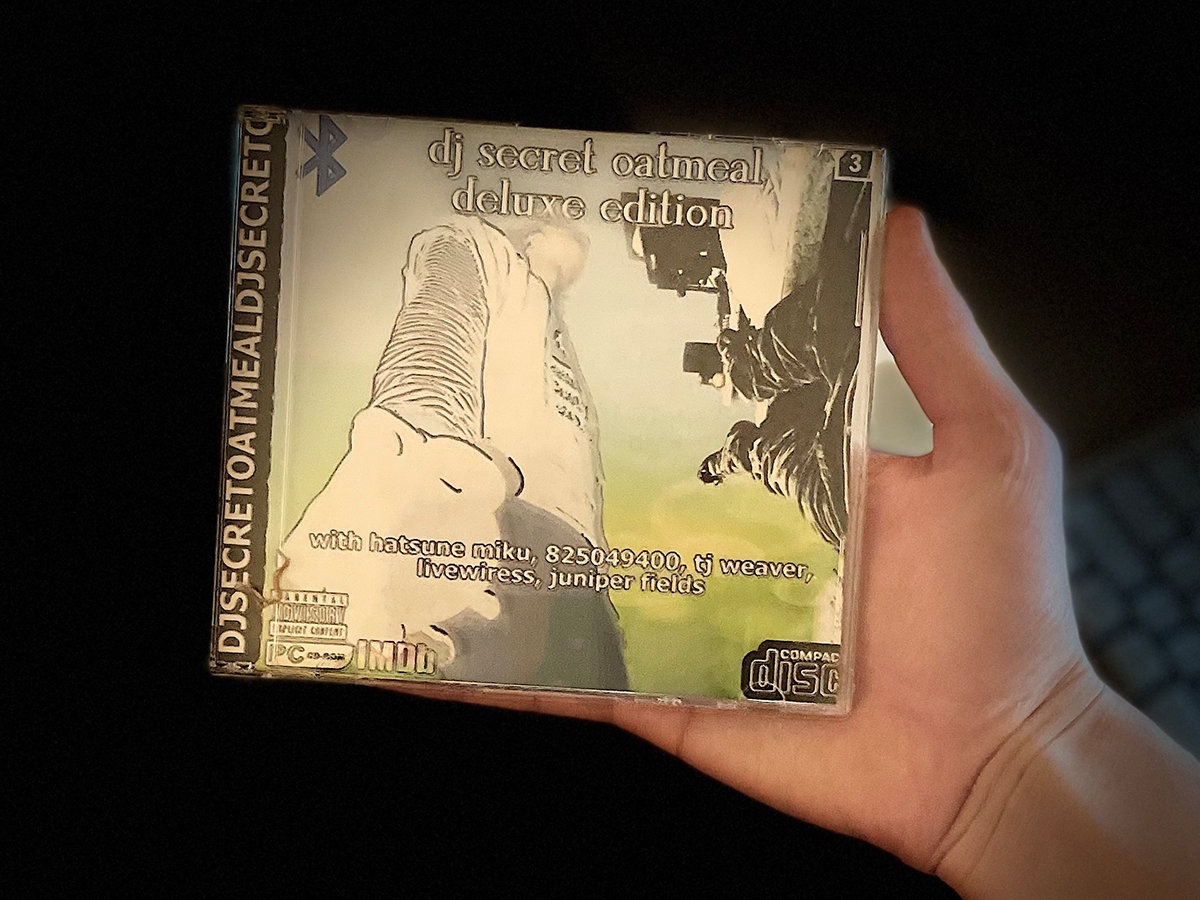 DJSECRETOATMEALDJSECRETO
dj secret oatmeal
deluxe edition
3
with hatsune miku, 825049400, tj weaver,
livewiress, juniper fields
PARENTAL
ADVISORY
EXPLICIT CONTENT
PC CD-ROM
IMDb
COMPAC
disc